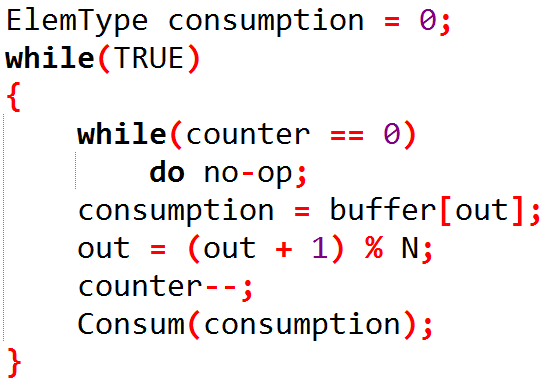 ElemType consumption = 0;
while(TRUE)
{
    while(counter == 0)
        do no-op;
    consumption = buffer[out];
    out = (out + 1) % N;
    counter--;
    Consum(consumption);
}